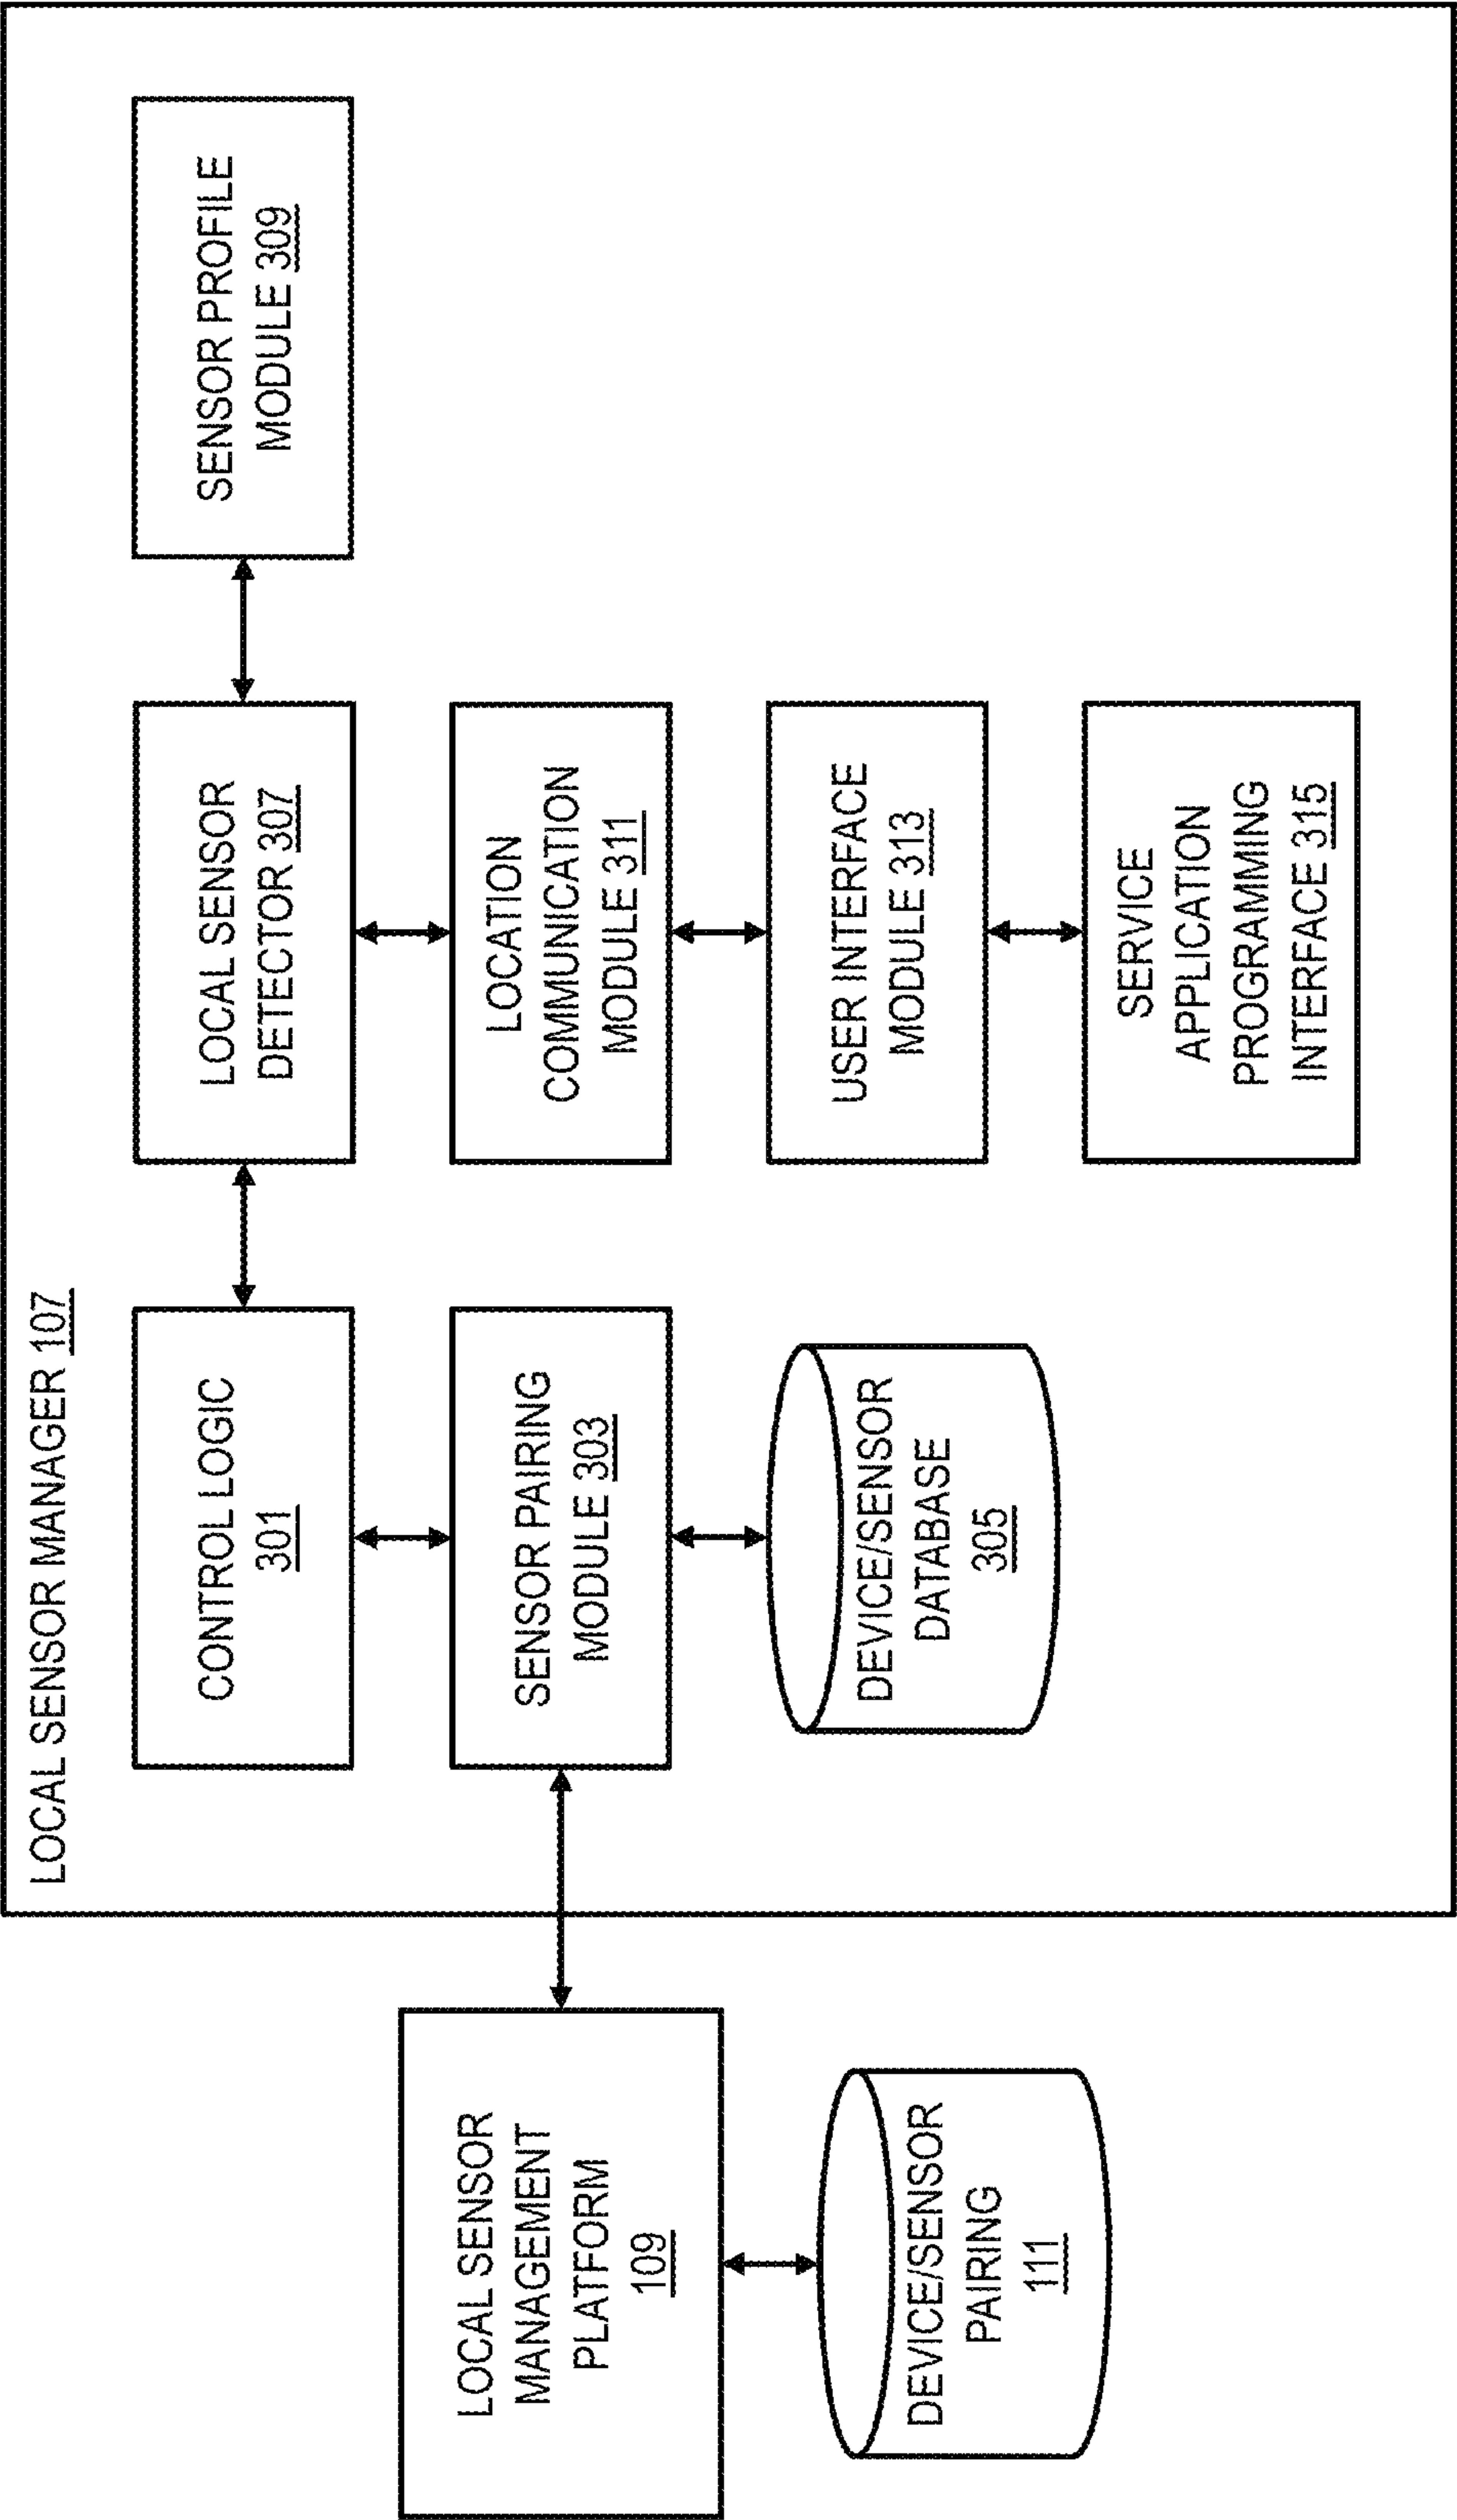 LOCAL SENSOR MANAGER 107
CONTROL LOGIC
301
LOCAL SENSOR
DETECTOR 307
SENSOR PROFILE
MODULE 309
LOCAL SENSOR
MANAGEMENT
PLATFORM
109
SENSOR PAIRING
MODULE 303
LOCATION
COMMUNICATION
MODULE 311
DEVICE/SENSOR
PAIRING
111
DEVICE/SENSOR
DATABASE
305
USER INTERFACE
MODULE 313
SERVICE
APPLICATION
PROGRAMMING
INTERFACE 315